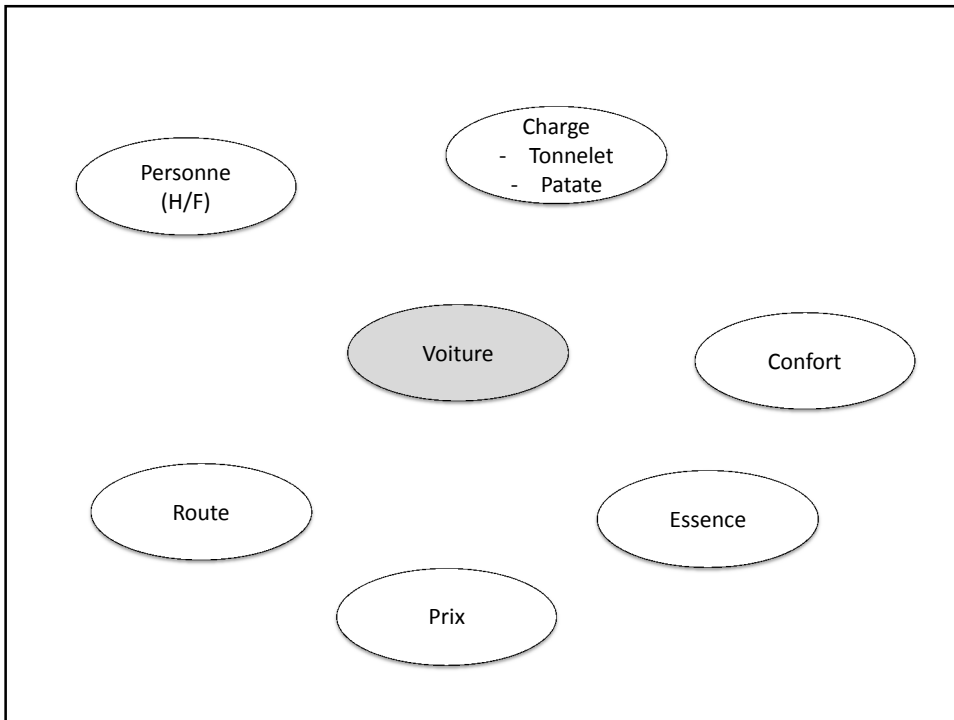 Charge
- Tonnelet
- Patate
Personne
(H/F)
Voiture
Confort
Route
Essence
Prix